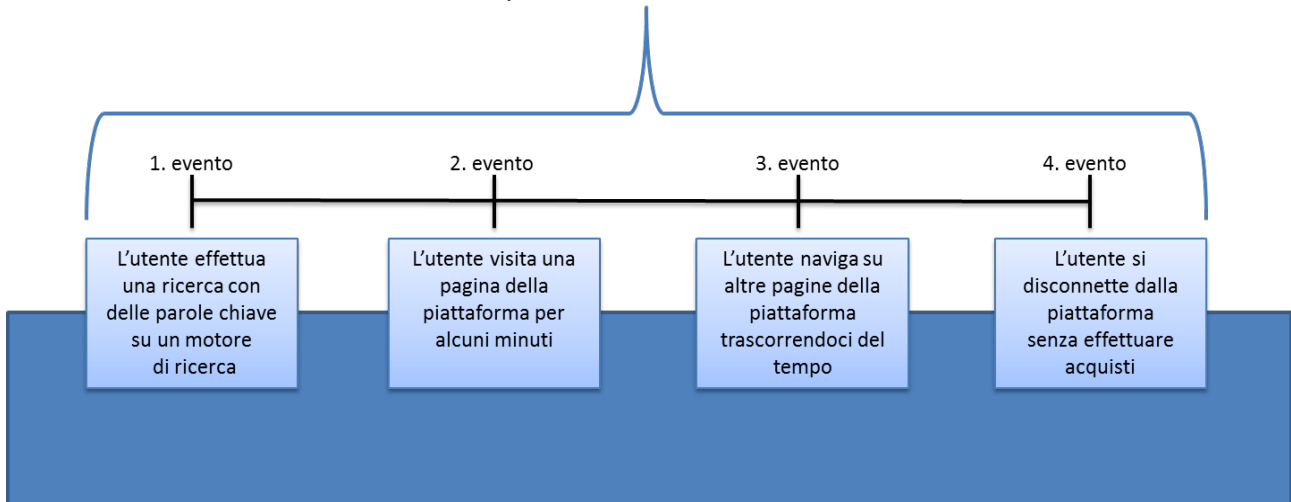 1. evento
2. evento
3. evento
4. evento
L'utente effettua
una ricerca con
delle parole chiave
su un motore
di ricerca
L'utente visita una
pagina della
piattaforma per
alcuni minuti
L'utente naviga su
altre pagine della
piattaforma
trascorrendoci del
tempo
L'utente si
disconnette dalla
piattaforma
senza effettuare
acquisti